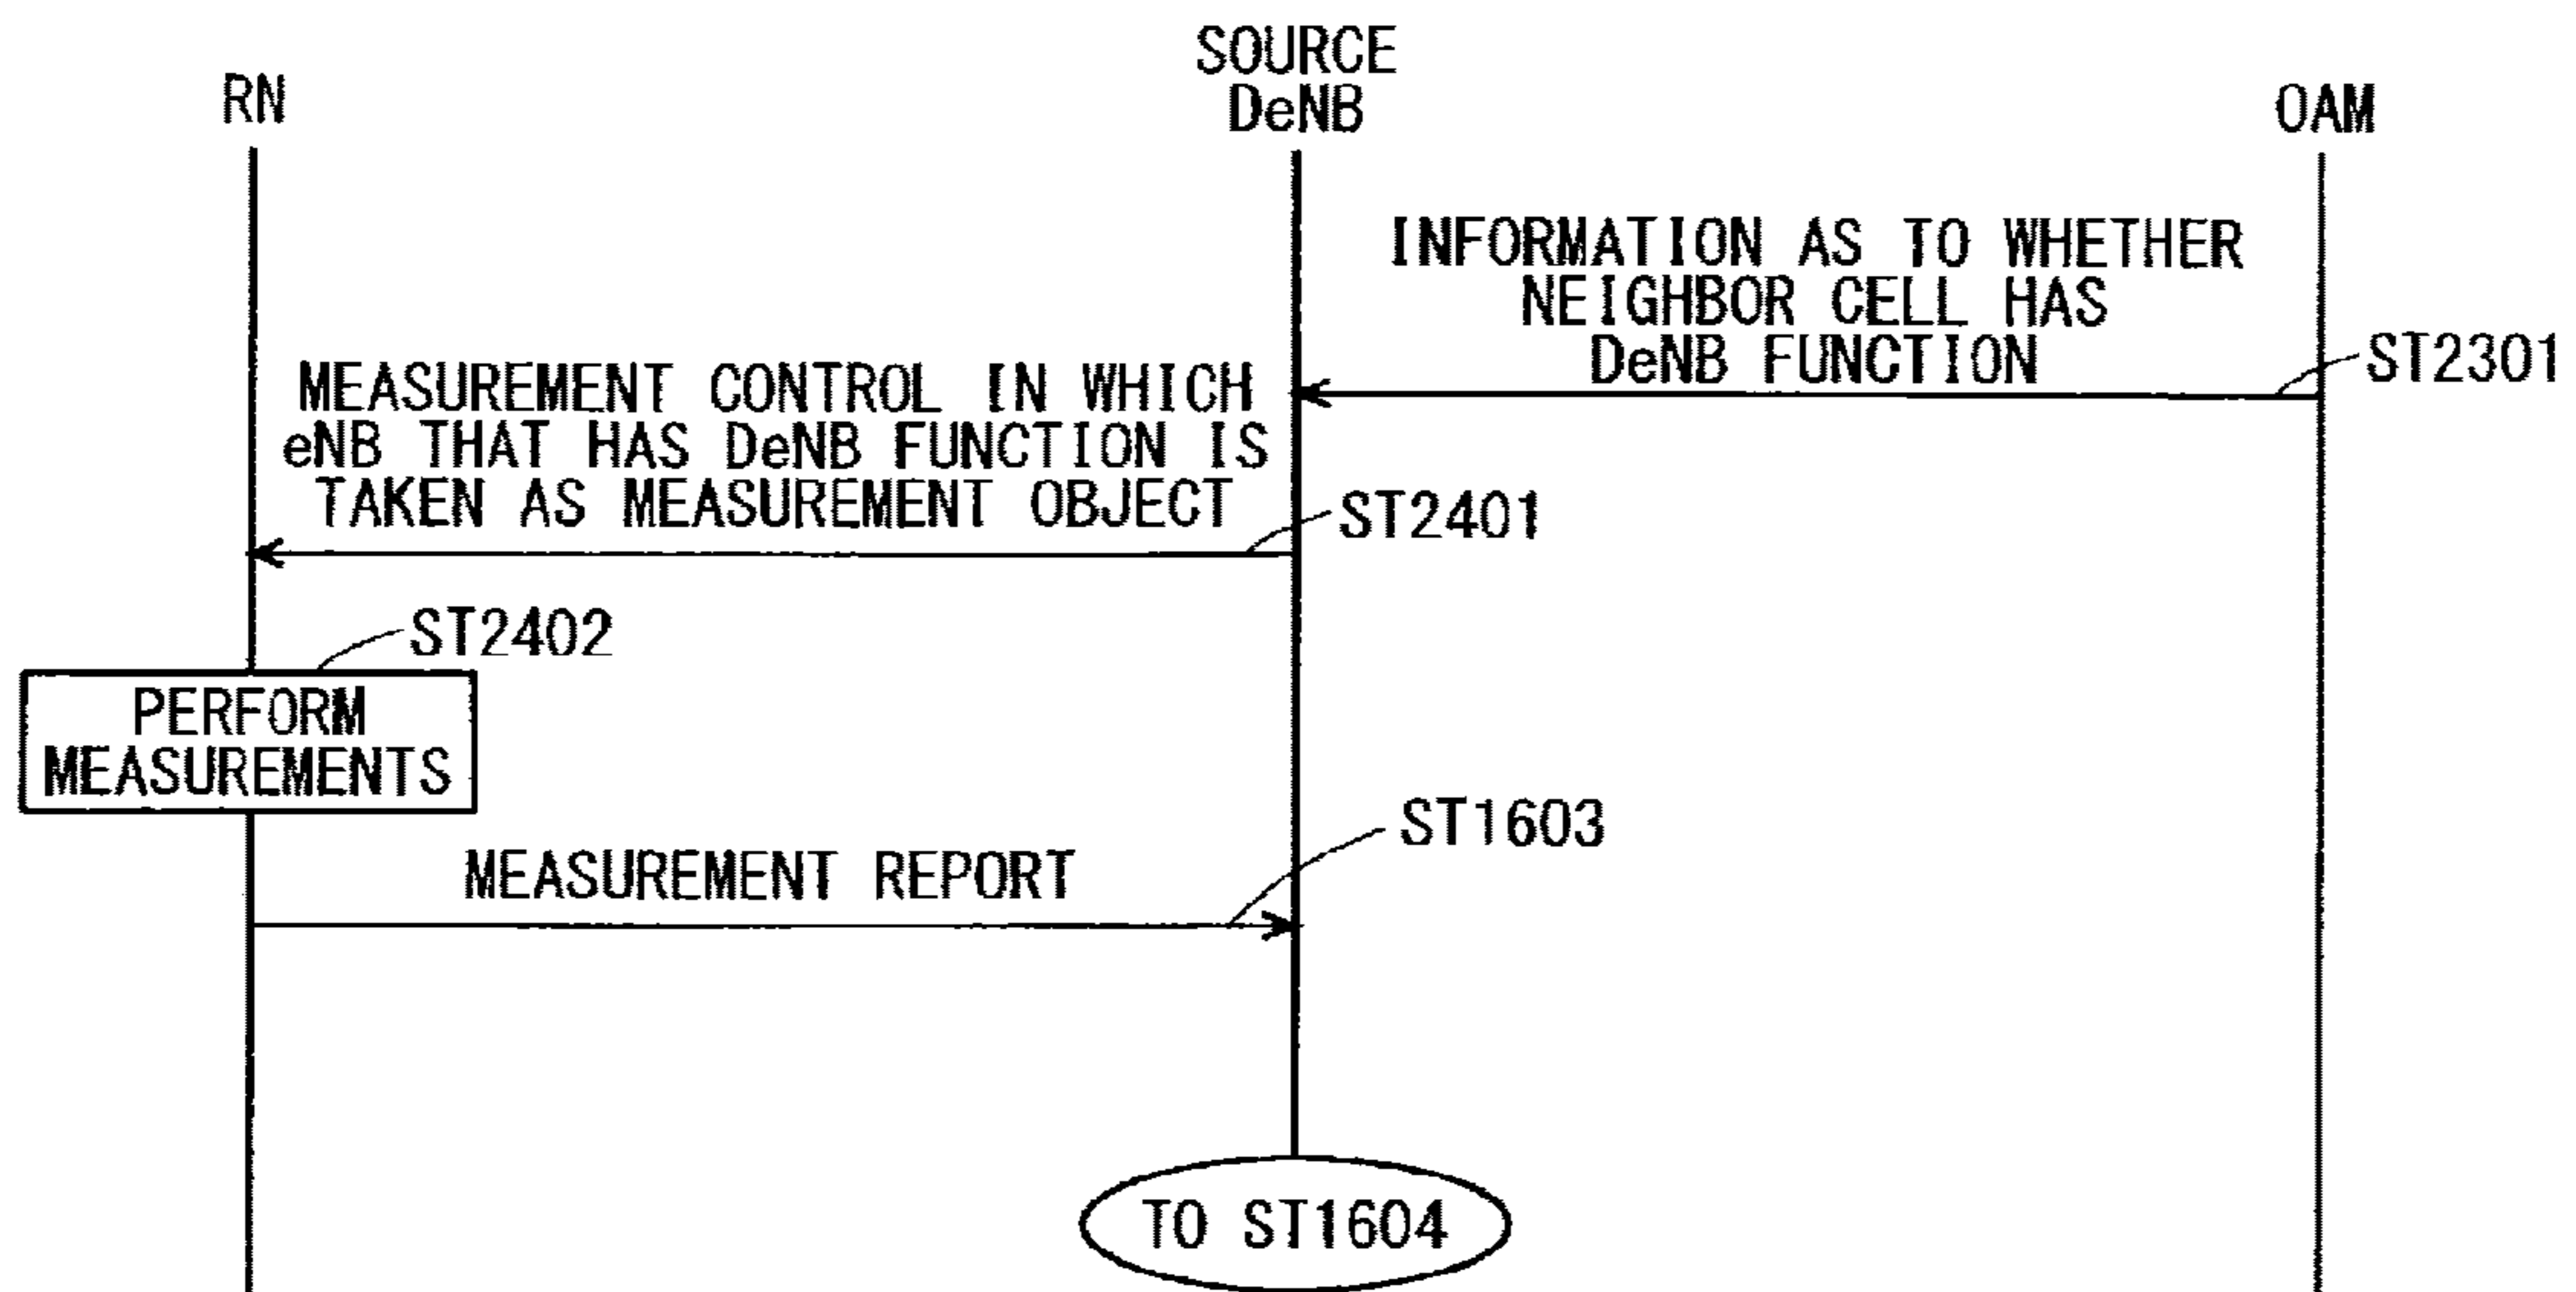 RN
SOURCE
DeNB
OAM
INFORMATION AS TO WHETHER
NEIGHBOR CELL HAS
DeNB FUNCTION
ST2301
MEASUREMENT CONTROL IN WHICH
eNB THAT HAS DeNB FUNCTION IS
TAKEN AS MEASUREMENT OBJECT
ST2401
ST2402
PERFORM
MEASUREMENTS
ST1603
MEASUREMENT REPORT
TO ST1604